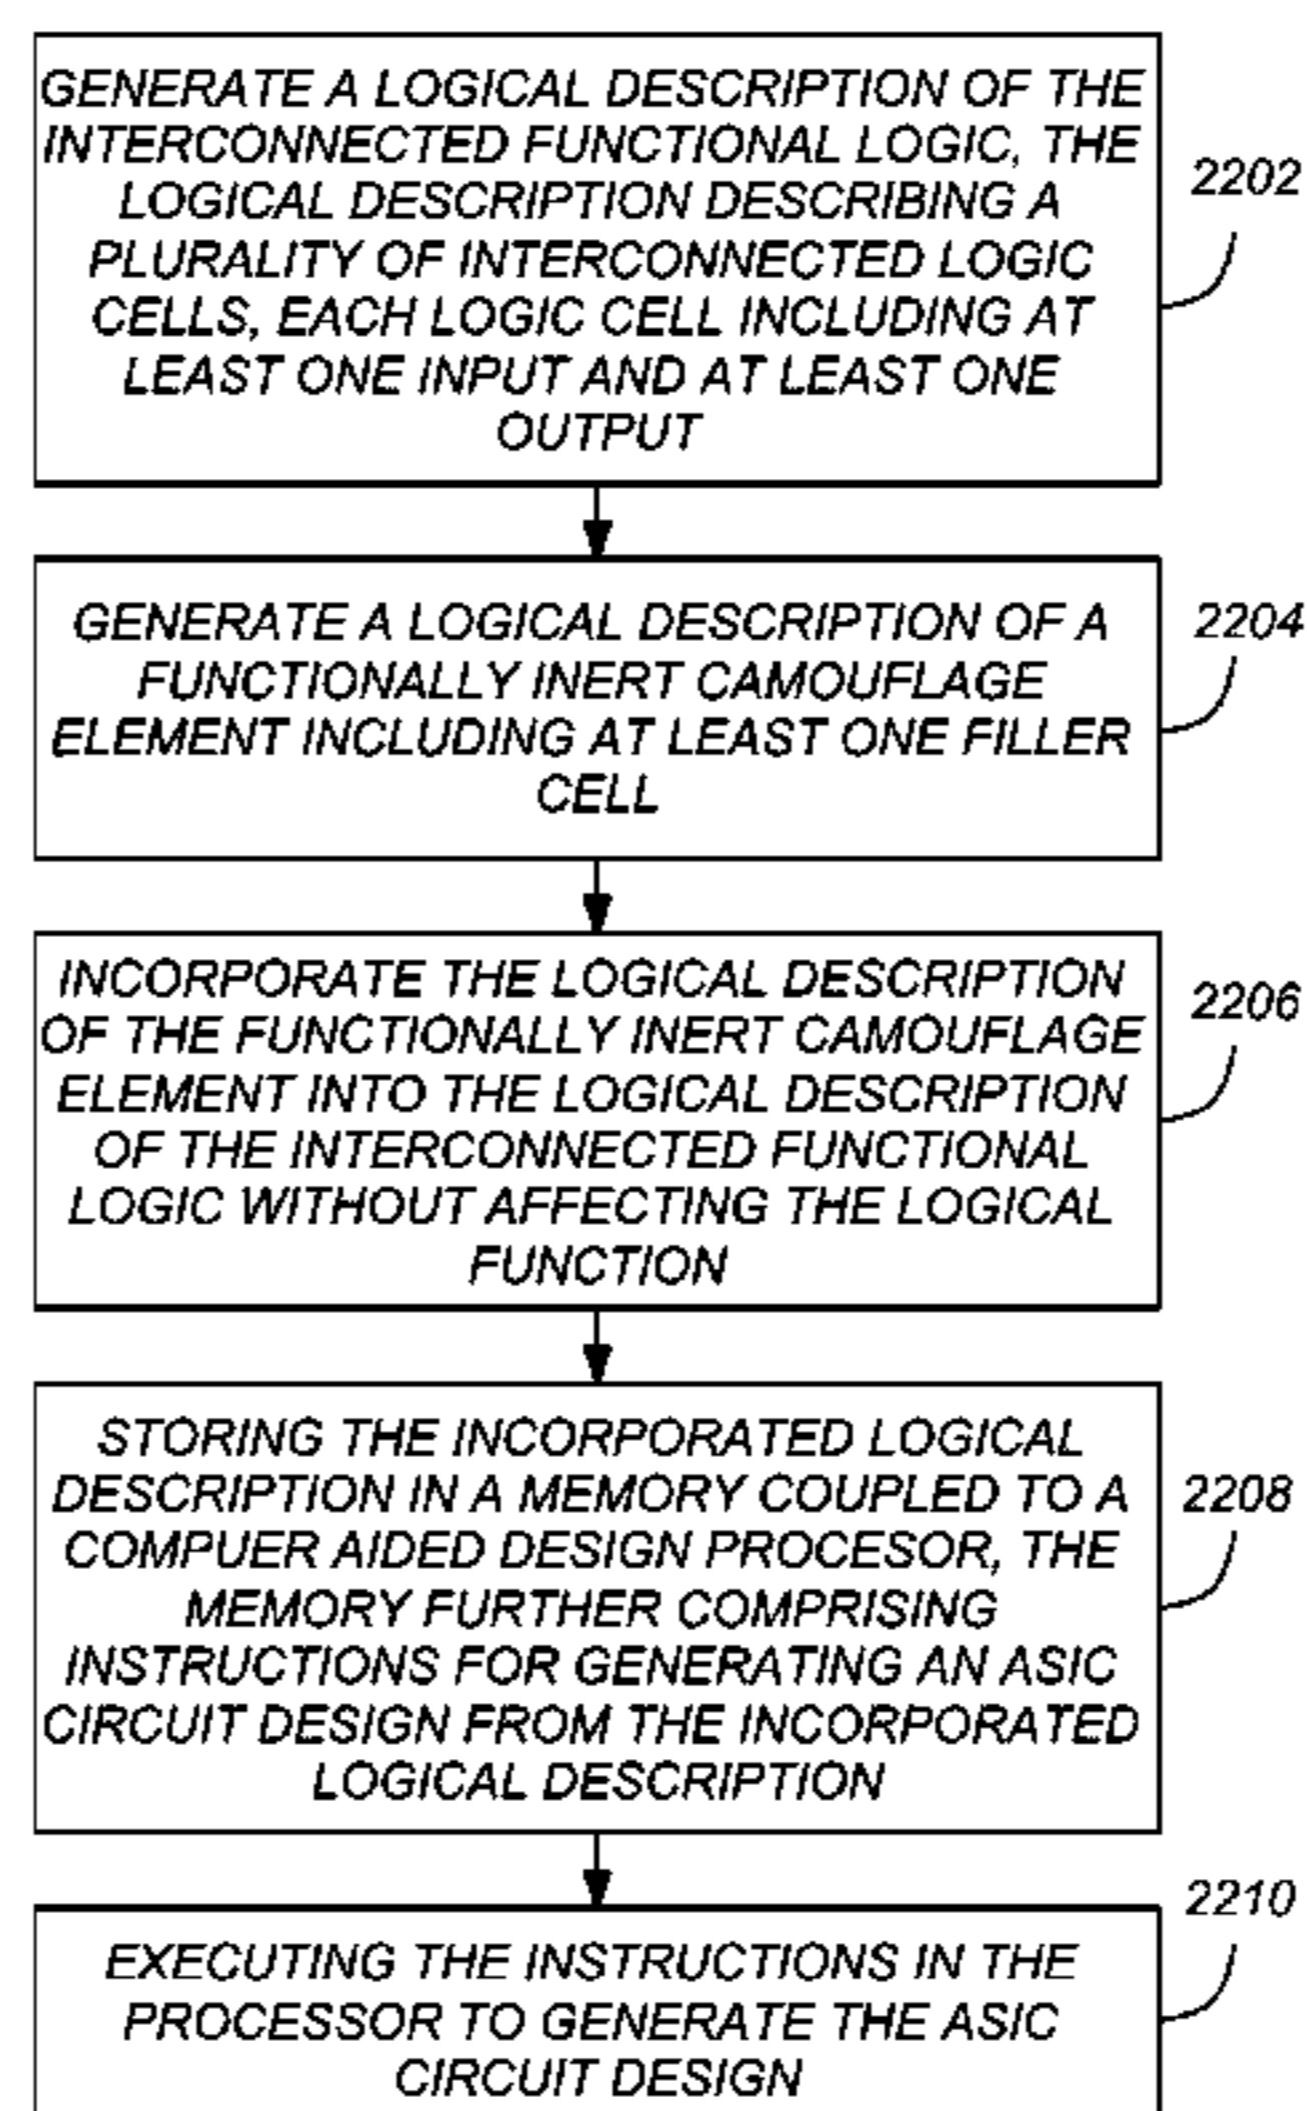 GENERATE A LOGICAL DESCRIPTION OF THE
INTERCONNECTED FUNCTIONAL LOGIC, THE
LOGICAL DESCRIPTION DESCRIBING A
PLURALITY OF INTERCONNECTED LOGIC
CELLS, EACH LOGIC CELL INCLUDING AT
LEAST ONE INPUT AND AT LEAST ONE
OUTPUT
2202
GENERATE A LOGICAL DESCRIPTION OF A
FUNCTIONALLY INERT CAMOUFLAGE
ELEMENT INCLUDING AT LEAST ONE FILLER
CELL
2204
INCORPORATE THE LOGICAL DESCRIPTION
OF THE FUNCTIONALLY INERT CAMOUFLAGE
ELEMENT INTO THE LOGICAL DESCRIPTION
OF THE INTERCONNECTED FUNCTIONAL
LOGIC WITHOUT AFFECTING THE LOGICAL
FUNCTION
2206
STORING THE INCORPORATED LOGICAL
DESCRIPTION IN A MEMORY COUPLED TO A
COMPUER AIDED DESIGN PROCESOR, THE
MEMORY FURTHER COMPRISING
INSTRUCTIONS FOR GENERATING AN ASIC
CIRCUIT DESIGN FROM THE INCORPORATED
LOGICAL DESCRIPTION
2208
EXECUTING THE INSTRUCTIONS IN THE
PROCESSOR TO GENERATE THE ASIC
CIRCUIT DESIGN
2210